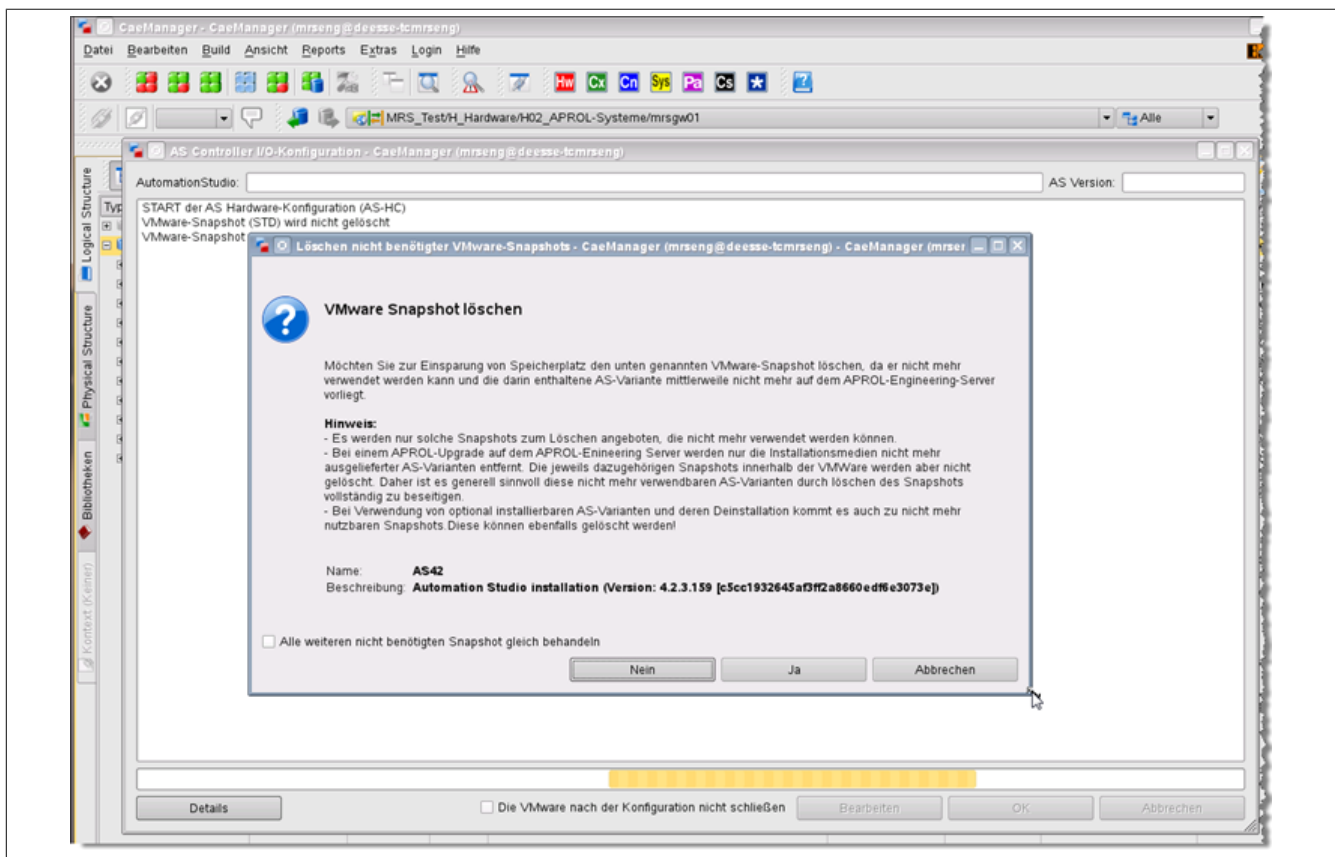 CaeManager - CaeManager (mrseng@deesse-tcmrseng)
Datei Bearbeiten Build Ansicht Reports Extras Login Hilfe
Hw Cx Cn Sys Pa Cs
MRS_Test/H_Hardware/H02_APROL-Systeme/mrsgw01
Alle
AS Controller I/O-Konfiguration - CaeManager (mrseng@deesse-tcmrseng)
AutomationStudio:
AS Version:
Logical Structure
Physical Structure
Bibliotheken
Kontext (Keiner)
Typ
START der AS Hardware-Konfiguration (AS-HC)
VMware-Snapshot (STD) wird nicht gelöscht
VMware-Snapshot
Löschen nicht benötigter VMware-Snapshots - CaeManager (mrseng@deesse-tcmrseng) - CaeManager (mrser
VMware Snapshot löschen
Möchten Sie zur Einsparung von Speicherplatz den unten genannten VMware-Snapshot löschen, da er nicht mehr
verwendet werden kann und die darin enthaltene AS-Variante mittlerweile nicht mehr auf dem APROL-Engineering-Server
vorliegt.
Hinweis:
- Es werden nur solche Snapshots zum Löschen angeboten, die nicht mehr verwendet werden können.
- Bei einem APROL-Upgrade auf dem APROL-Enineering Server werden nur die Installationsmedien nicht mehr
ausgelieferter AS-Varianten entfernt. Die jeweils dazugehörigen Snapshots innerhalb der VMWare werden aber nicht
gelöscht. Daher ist es generell sinnvoll diese nicht mehr verwendbaren AS-Varianten durch löschen des Snapshots
vollständig zu beseitigen.
- Bei Verwendung von optional installierbaren AS-Varianten und deren Deinstallation kommt es auch zu nicht mehr
nutzbaren Snapshots.Diese können ebenfalls gelöscht werden!
Name: AS42
Beschreibung: Automation Studio installation (Version: 4.2.3.159 [c5cc1932645af3ff2a8660edf6e3073e])
Alle weiteren nicht benötigten Snapshot gleich behandeln
Nein Ja Abbrechen
Details
Die VMware nach der Konfiguration nicht schließen
Bearbeiten OK Abbrechen